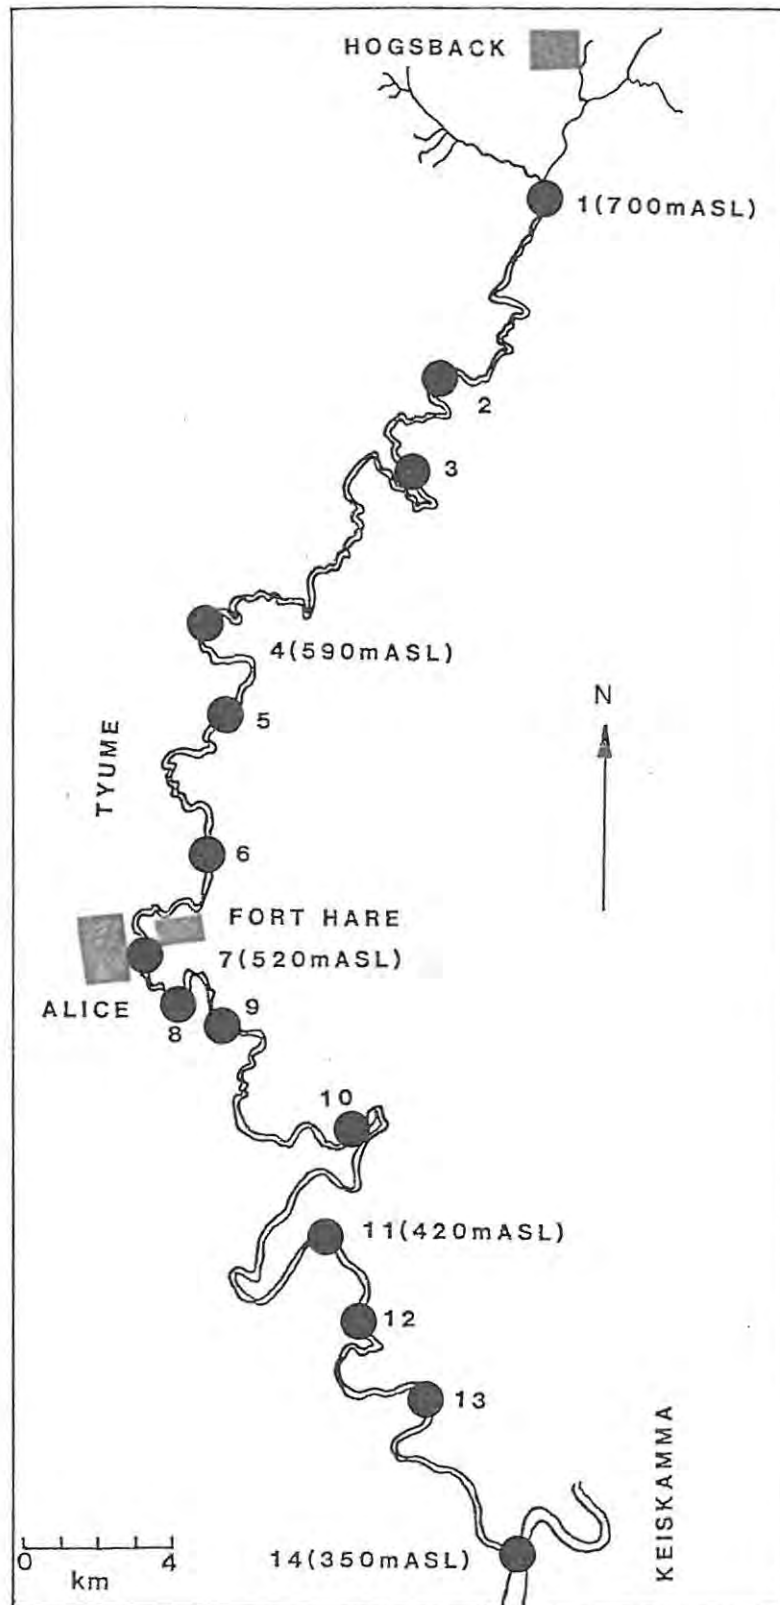 HOGSBACK
1(700mASL)
2
3
4(590mASL)
5
TYUME
N
6
FORT HARE
7(520mASL)
ALICE
8
9
10
11(420mASL)
12
13
KEISKAMMA
14(350mASL)
0 4
km